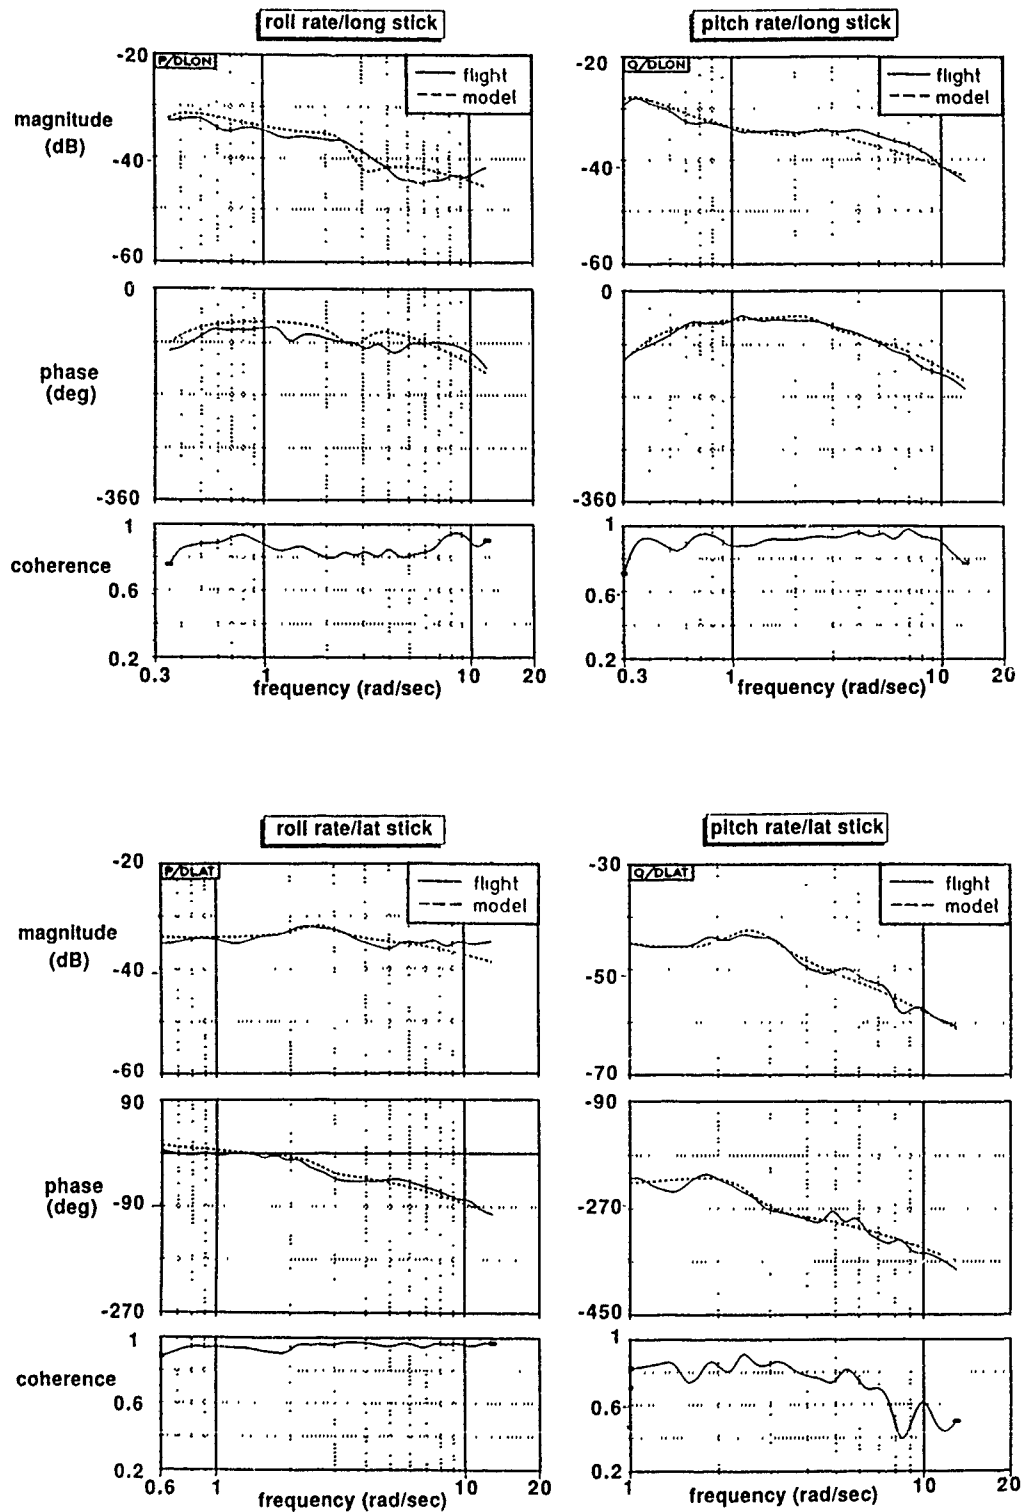 roll rate/long stick
P/DLON
flight
model
magnitude
(dB)
-20
-40
-60
phase
(deg)
0
-360
coherence
1
0.6
0.2
0.3
1
10
20
frequency (rad/sec)
pitch rate/long stick
Q/DLON
flight
model
-20
-40
-60
0
-360
1
0.6
0.2
0.3
1
10
20
frequency (rad/sec)
roll rate/lat stick
P/DLAT
flight
model
magnitude
(dB)
-20
-40
-60
phase
(deg)
90
-90
-270
coherence
1
0.6
0.2
0.6
1
10
20
frequency (rad/sec)
pitch rate/lat stick
Q/DLAT
flight
model
-30
-50
-70
-90
-270
-450
1
0.6
0.2
1
10
20
frequency (rad/sec)